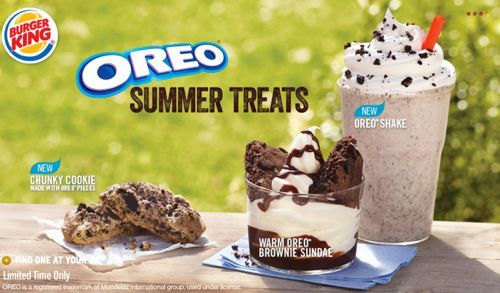 BURGER
KING
OREO
SUMMER TREATS
NEW
OREO® SHAKE
NEW
CHUNKY COOKIE
MADE WITH OREO® PIECES
WARM OREO®
BROWNIE SUNDAE
FIND ONE AT YOUR
Limited Time Only
OREO is a registered trademark of Mondelēz International group, used under license.